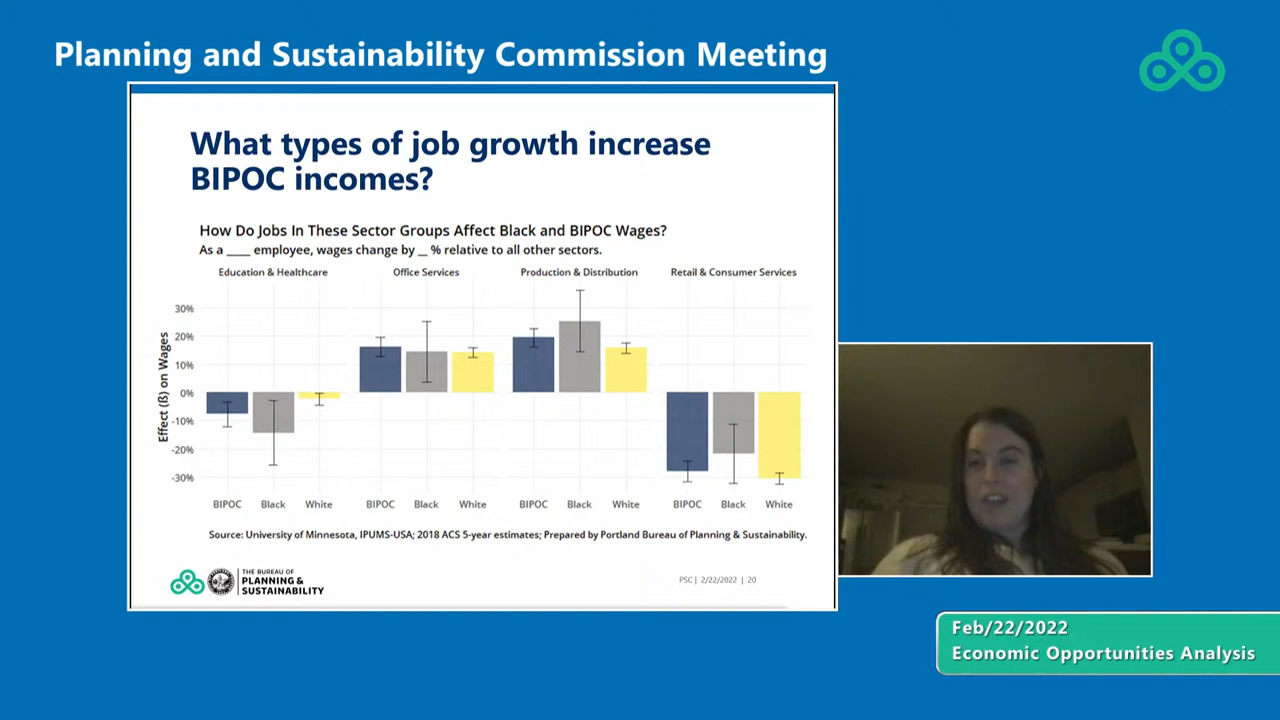 Planning and Sustainability Commission Meeting
What types of job growth increase
BIPOC incomes?
How Do Jobs In These Sector Groups Affect Black and BIPOC Wages?
As a ____ employee, wages change by __ % relative to all other sectors.
Education & Healthcare
Office Services
Production & Distribution
Retail & Consumer Services
Effect (ß) on Wages
30%
20%
10%
0%
-10%
-20%
-30%
BIPOC Black White BIPOC Black White BIPOC Black White BIPOC Black White
Source: University of Minnesota, IPUMS-USA; 2018 ACS 5-year estimates; Prepared by Portland Bureau of Planning & Sustainability.
THE BUREAU OF
PLANNING &
SUSTAINABILITY
PSC | 2/22/2022 | 20
Feb/22/2022
Economic Opportunities Analysis